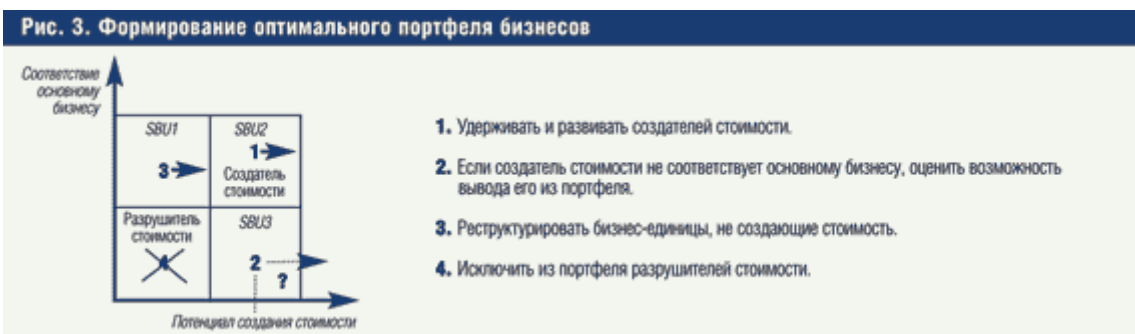 Рис. 3. Формирование оптимального портфеля бизнесов
Соответствие
основному
бизнесу
SBU1
SBU2
3
1
Создатель
стоимости
Разрушитель
стоимости
SBU3
4
2
?
Потенциал создания стоимости
1. Удерживать и развивать создателей стоимости.
2. Если создатель стоимости не соответствует основному бизнесу, оценить возможность
вывода его из портфеля.
3. Реструктурировать бизнес-единицы, не создающие стоимость.
4. Исключить из портфеля разрушителей стоимости.